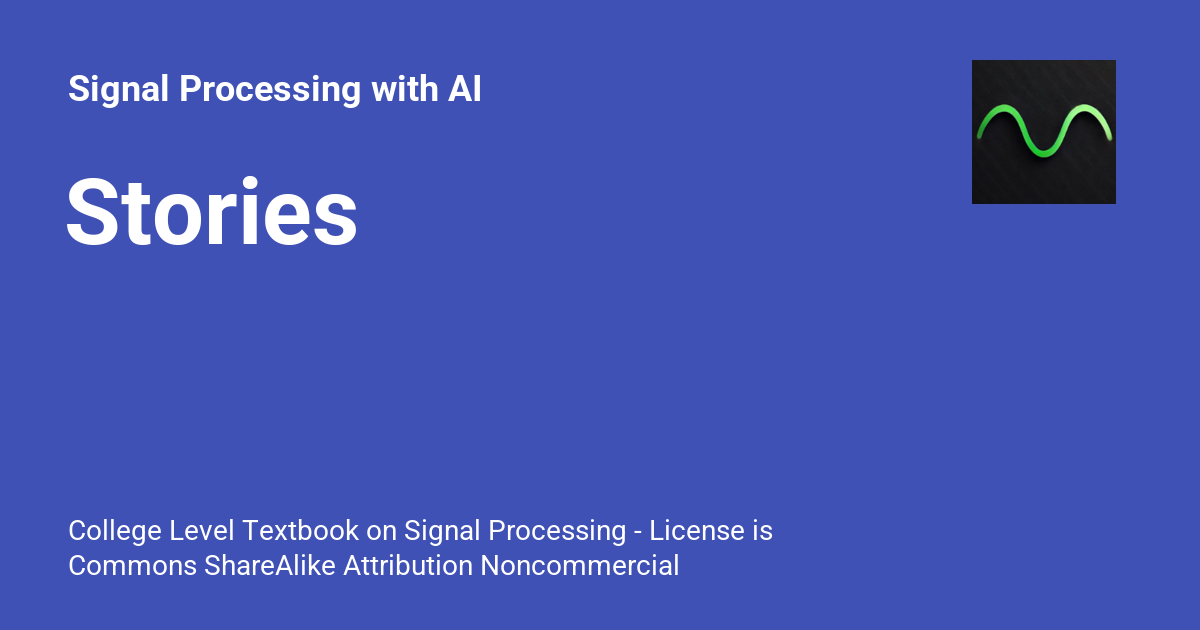 Signal Processing with AI
Stories
College Level Textbook on Signal Processing - License is
Commons ShareAlike Attribution Noncommercial